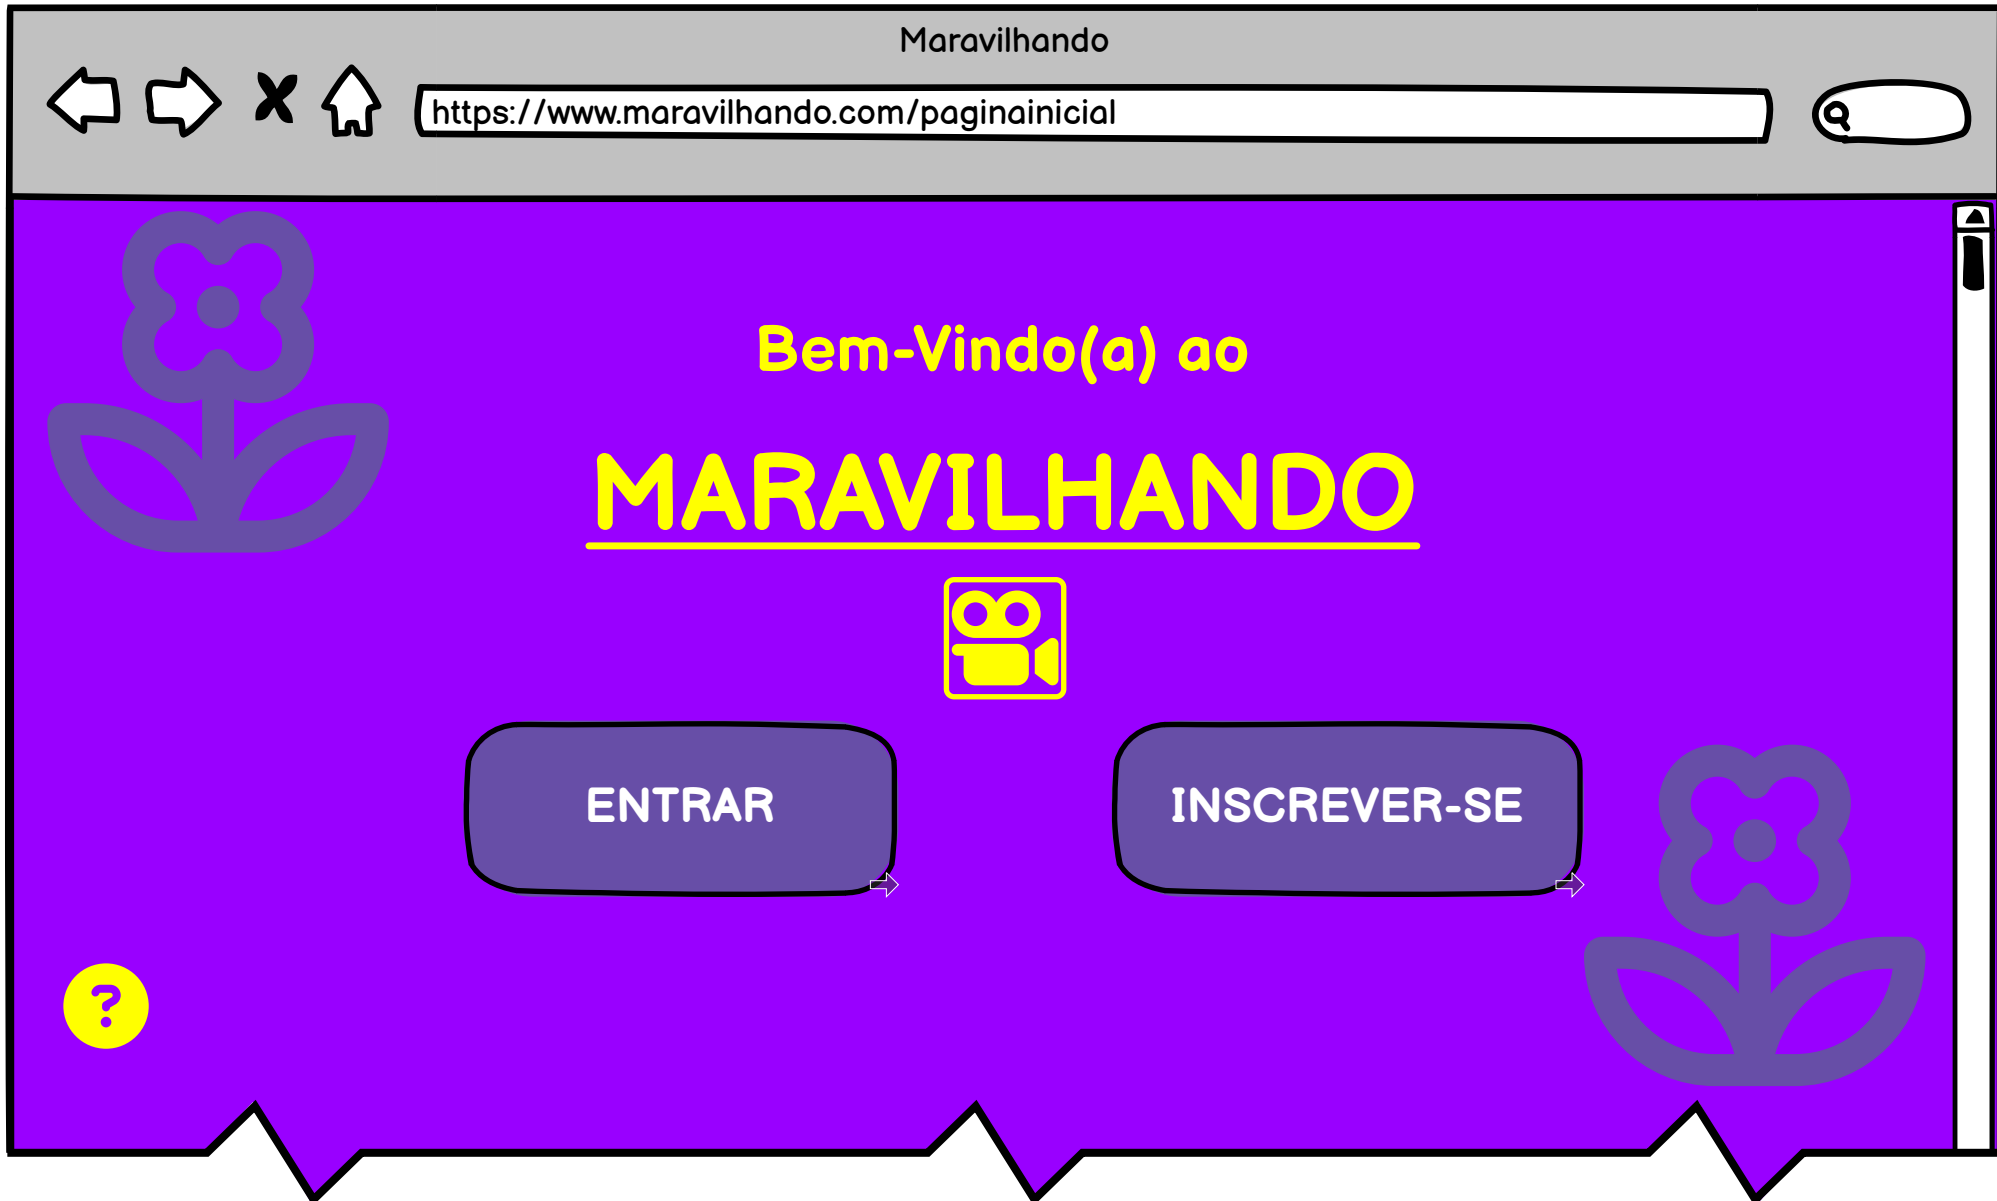 Maravilhando
https://www.maravilhando.com/paginainicial
Bem-Vindo(a) ao
MARAVILHANDO
ENTRAR
INSCREVER-SE
?